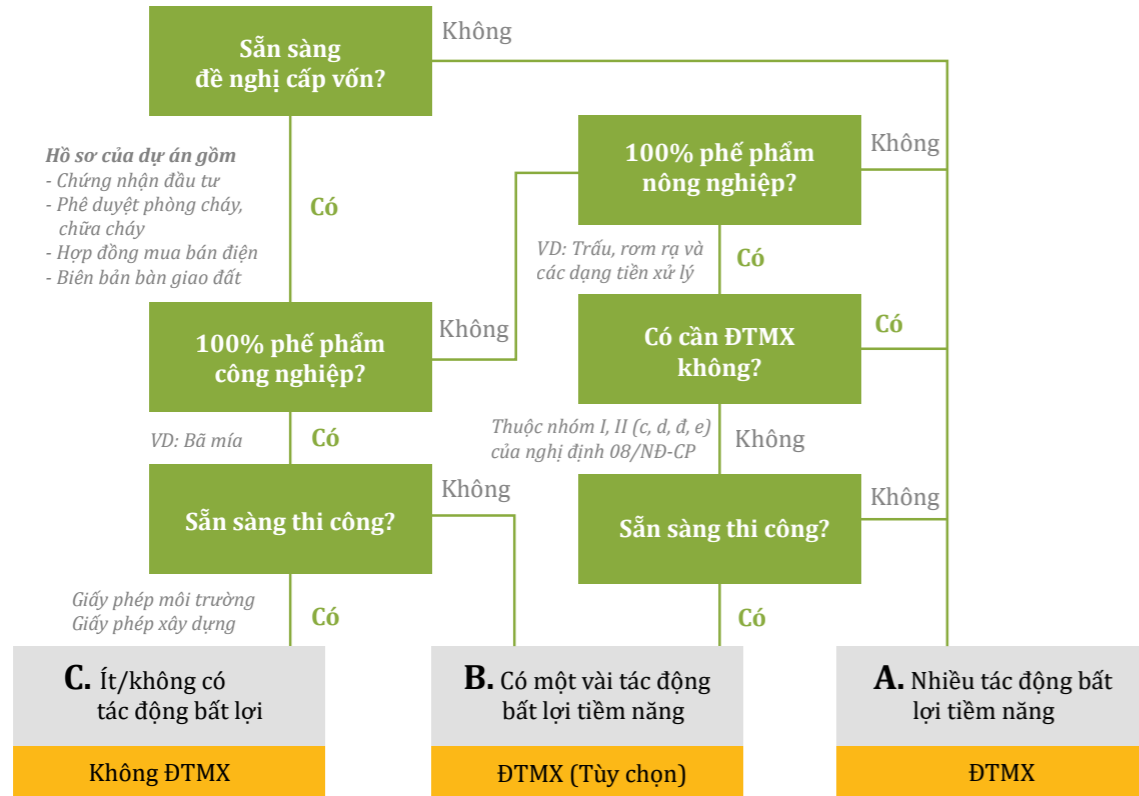 Sẵn sàng
đề nghị cấp vốn?
Không
Hồ sơ của dự án gồm
- Chứng nhận đầu tư
- Phê duyệt phòng cháy,
chữa cháy
- Hợp đồng mua bán điện
- Biên bản bàn giao đất
Có
100% phế phẩm
nông nghiệp?
Không
VD: Trấu, rơm rạ và
các dạng tiền xử lý
Có
100% phế phẩm
công nghiệp?
Không
Có cần ĐTMX
không?
Có
VD: Bã mía
Có
Thuộc nhóm I, II (c, d, đ, e)
của nghị định 08/NĐ-CP
Không
Sẵn sàng thi công?
Không
Sẵn sàng thi công?
Không
Giấy phép môi trường
Giấy phép xây dựng
Có
Có
C. Ít/không có
tác động bất lợi
Không ĐTMX
B. Có một vài tác động
bất lợi tiềm năng
ĐTMX (Tùy chọn)
A. Nhiều tác động bất
lợi tiềm năng
ĐTMX